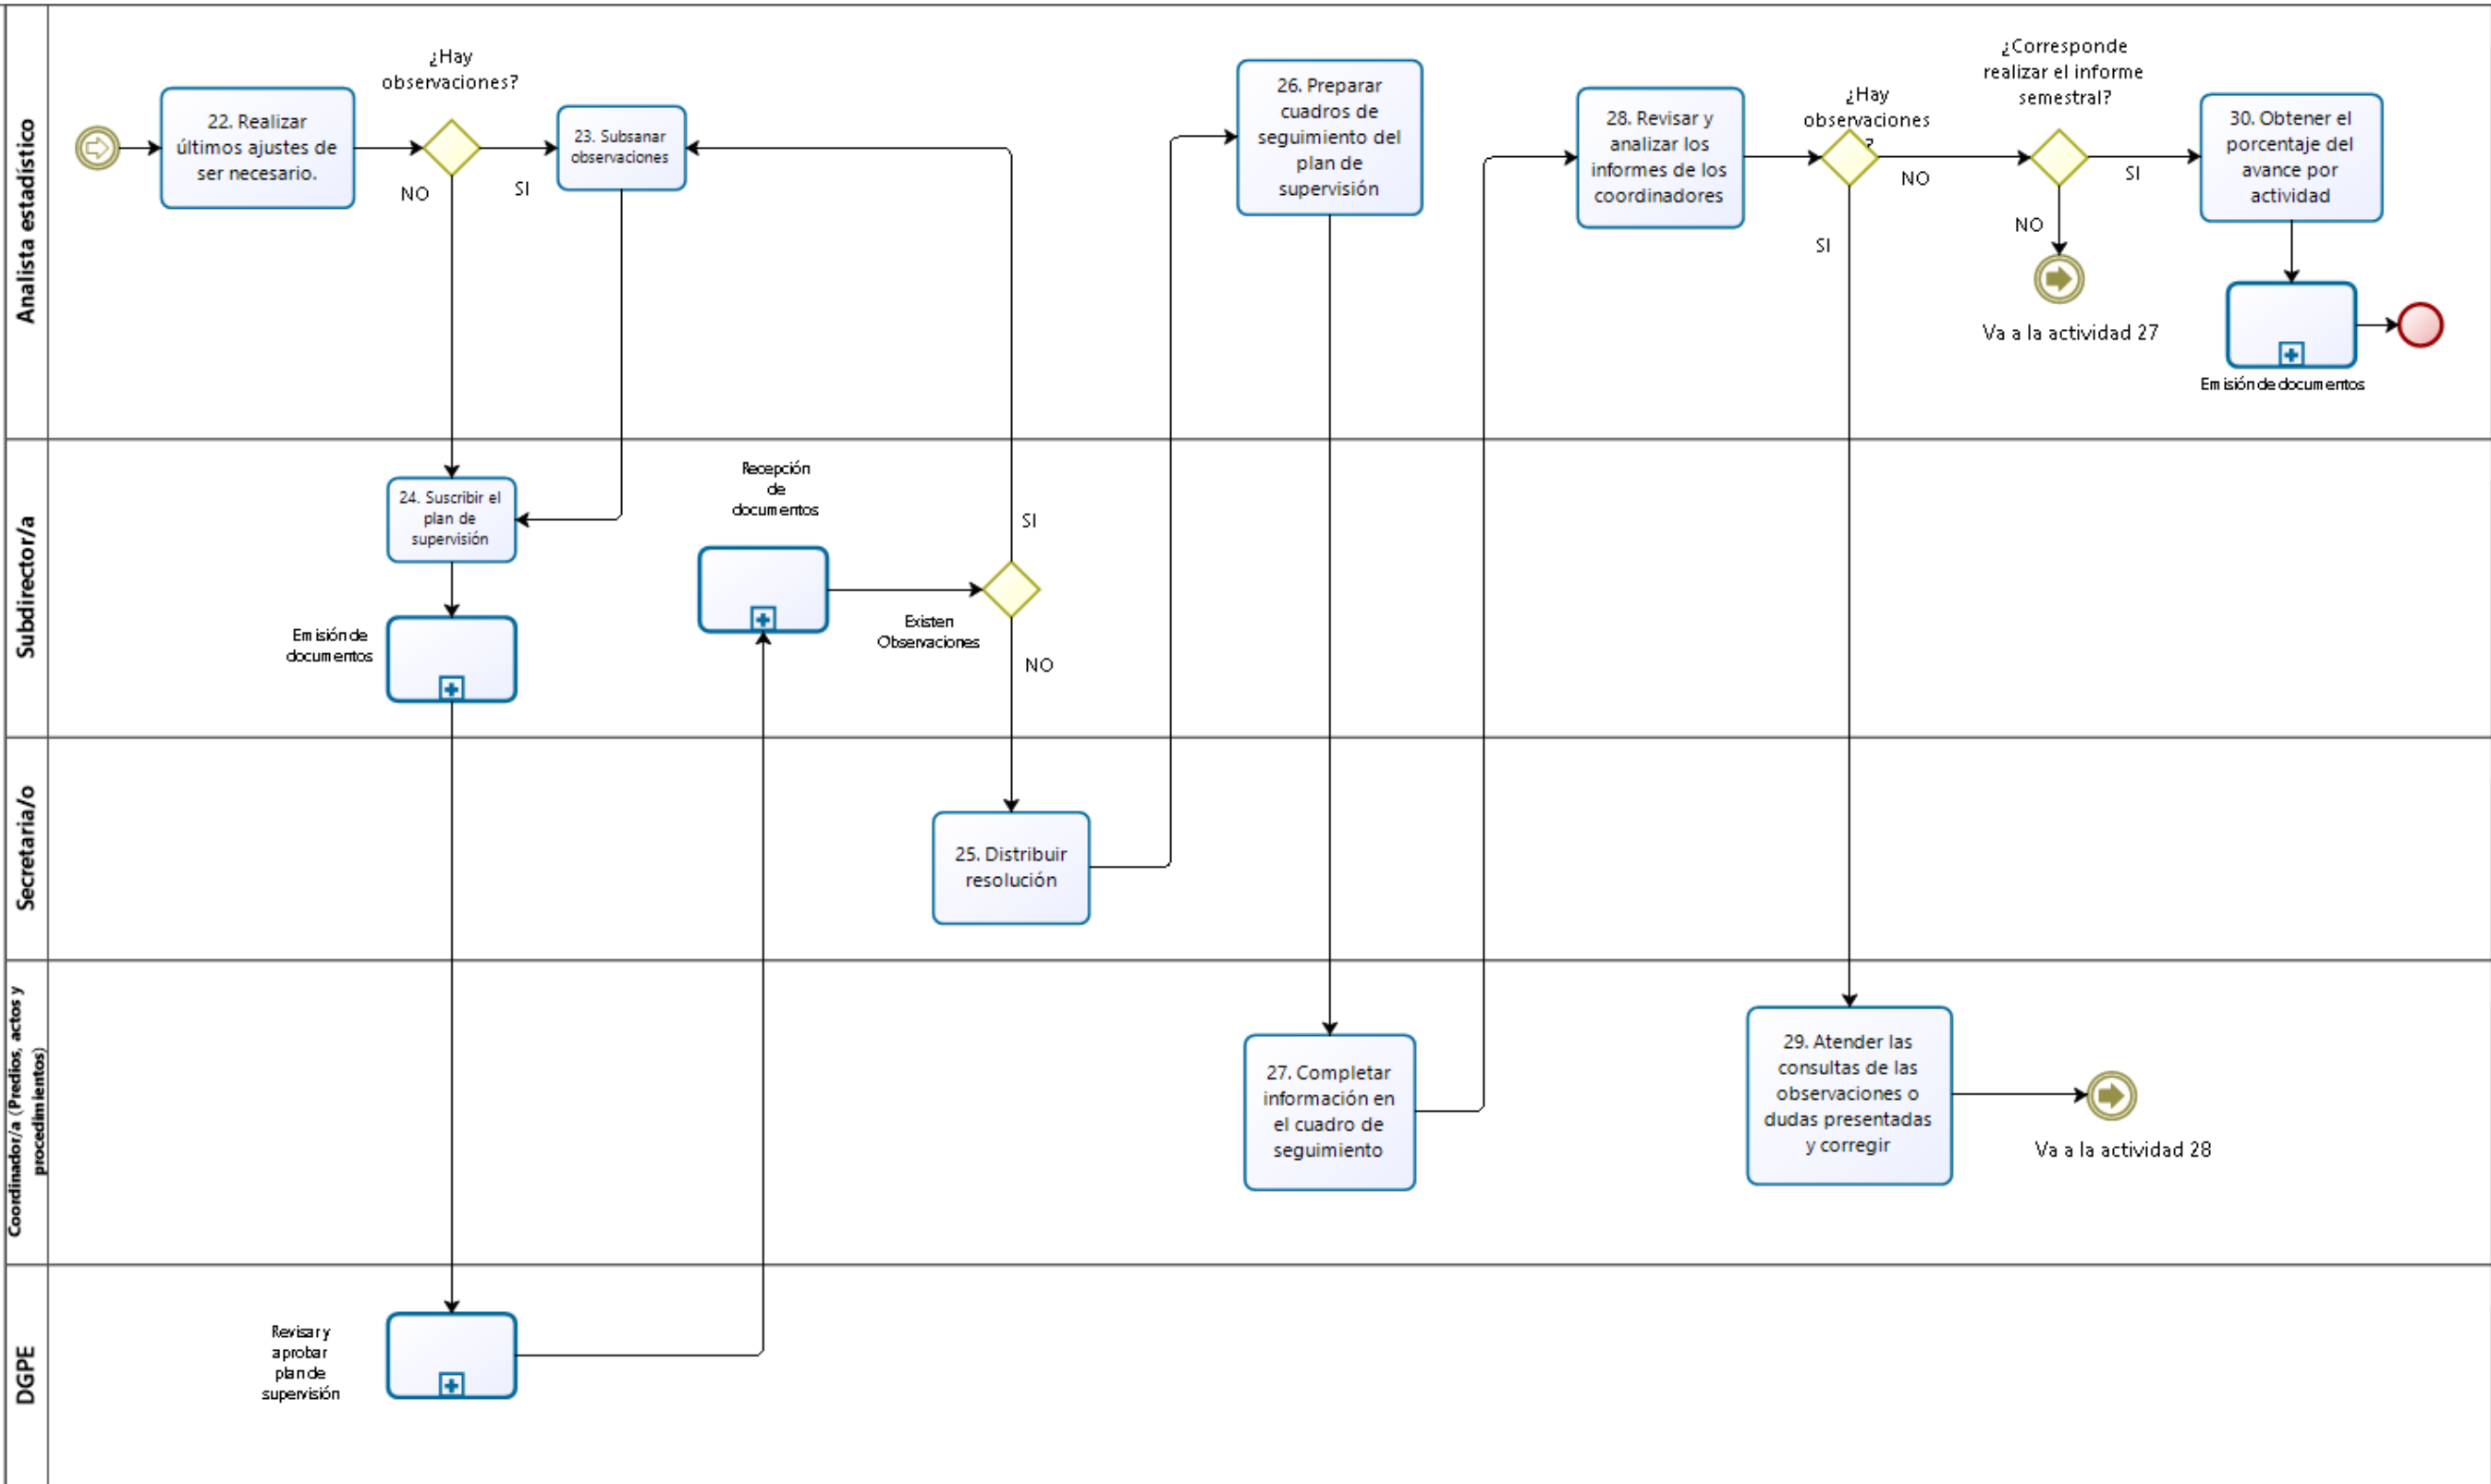 Analista estadístico
22. Realizar
últimos ajustes de
ser necesario.
¿Hay
observaciones?
NO
SI
23. Subsanar
observaciones
26. Preparar
cuadros de
seguimiento del
plan de
supervisión
28. Revisar y
analizar los
informes de los
coordinadores
¿Hay
observaciones
?
NO
SI
¿Corresponde
realizar el informe
semestral?
SI
NO
Va a la actividad 27
30. Obtener el
porcentaje del
avance por
actividad
Emisión de documentos
Subdirector/a
24. Suscribir el
plan de
supervisión
Emisión de
documentos
Recepción
de
documentos
Existen
Observaciones
SI
NO
Secretaria/o
25. Distribuir
resolución
Coordinador/a (Predios, actos y
procedimientos)
27. Completar
información en
el cuadro de
seguimiento
29. Atender las
consultas de las
observaciones o
dudas presentadas
y corregir
Va a la actividad 28
DGPE
Revisar y
aprobar
plan de
supervisión